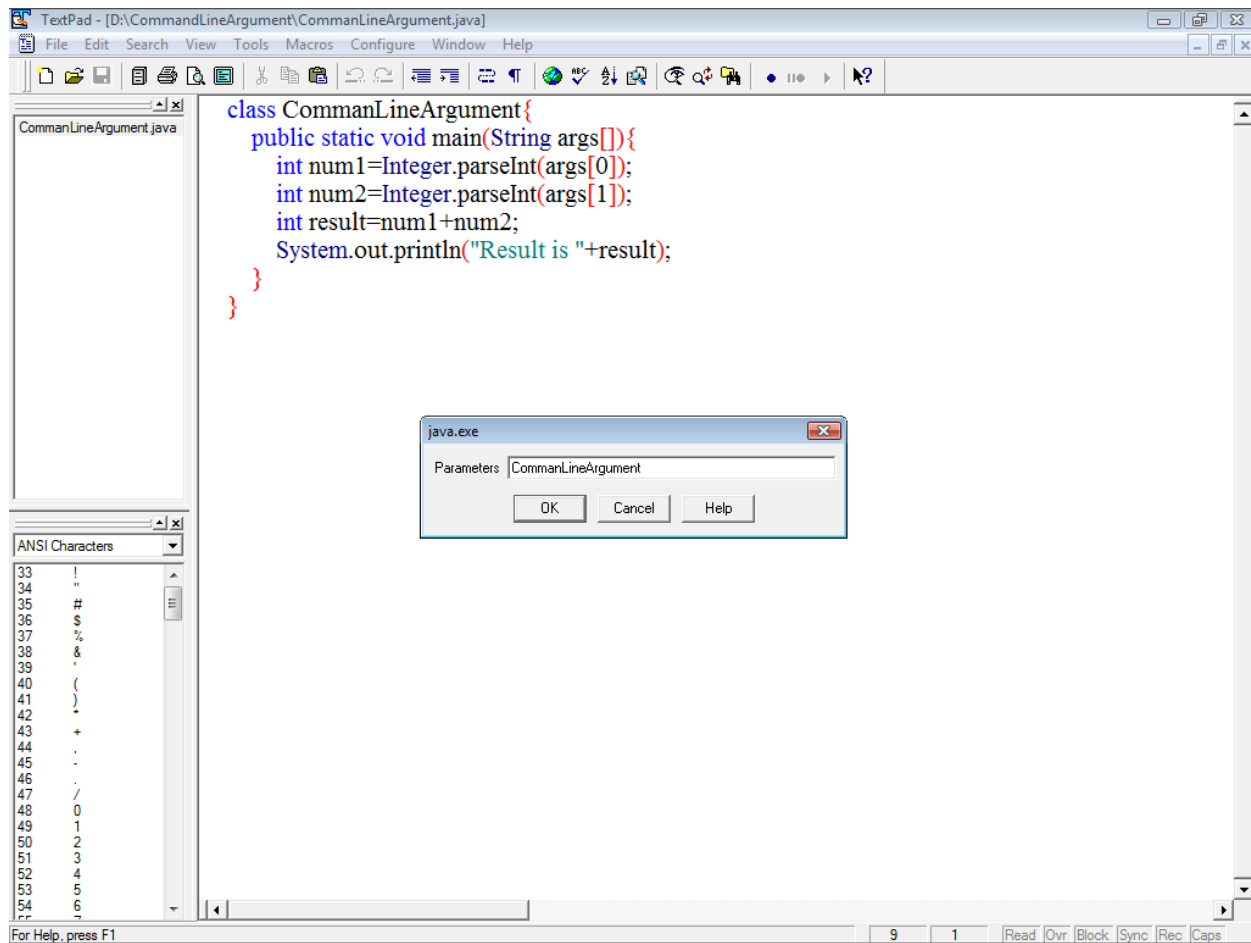 TextPad - [D:\CommandLineArgument\CommanLineArgument.java]
File Edit Search View Tools Macros Configure Window Help
CommanLineArgument.java
class CommanLineArgument{
public static void main(String args[]){
int num1=Integer.parseInt(args[0]);
int num2=Integer.parseInt(args[1]);
int result=num1+num2;
System.out.println("Result is "+result);
}
}
java.exe
Parameters CommanLineArgument
OK Cancel Help
ANSI Characters
33 !
34 "
35 #
36 $
37 %
38 &
39 '
40 (
41 )
42 *
43 +
44 ,
45 -
46 .
47 /
48 0
49 1
50 2
51 3
52 4
53 5
54 6
For Help, press F1
9 1 Read Ovr Block Sync Rec Caps